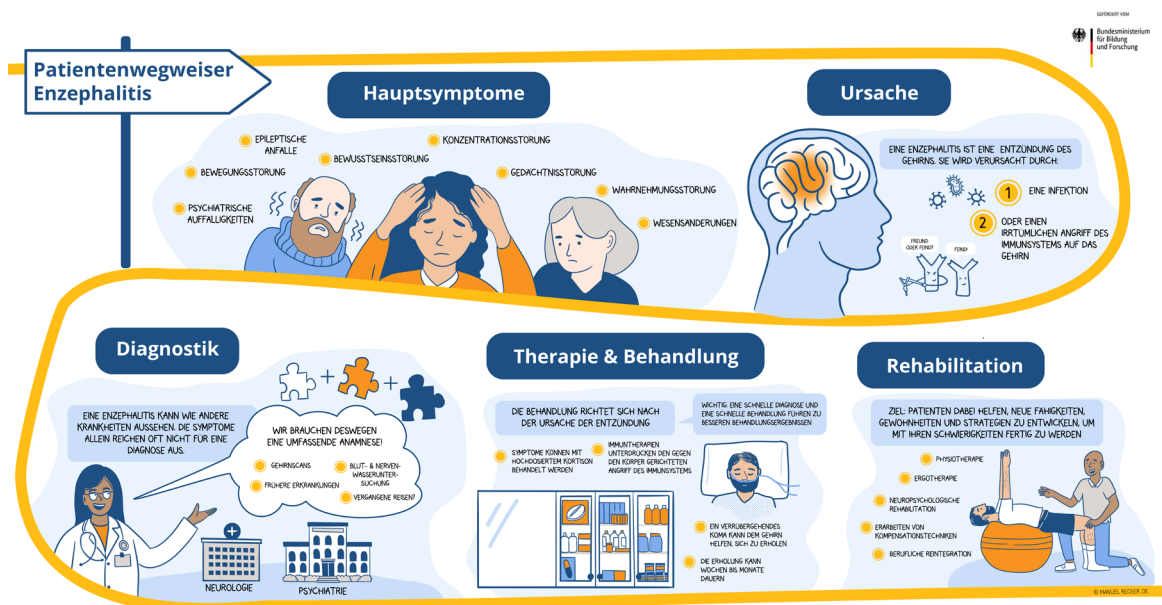 GEFÖRDERT VOM
Bundesministerium
für Bildung
und Forschung
Patientenwegweiser
Enzephalitis
Hauptsymptome
EPILEPTISCHE
ANFÄLLE
KONZENTRATIONSSTÖRUNG
BEWUSSTSEINSSTÖRUNG
BEWEGUNGSSTÖRUNG
GEDÄCHTNISSTÖRUNG
WAHRNEHMUNGSSTÖRUNG
PSYCHIATRISCHE
AUFFÄLLIGKEITEN
WESENSÄNDERUNGEN
Ursache
EINE ENZEPHALITIS IST EINE ENTZÜNDUNG DES
GEHIRNS. SIE WIRD VERURSACHT DURCH:
1 EINE INFEKTION
2 ODER EINEN
IRRTÜMLICHEN ANGRIFF DES
IMMUNSYSTEMS AUF DAS
GEHIRN
FREUND
ODER FEIND?
FEIND!
Diagnostik
EINE ENZEPHALITIS KANN WIE ANDERE
KRANKHEITEN AUSSEHEN. DIE SYMPTOME
ALLEIN REICHEN OFT NICHT FÜR EINE
DIAGNOSE AUS.
+ +
WIR BRAUCHEN DESWEGEN
EINE UMFASSENDE ANAMNESE!
GEHIRNSCANS
FRÜHERE ERKRANKUNGEN
BLUT- & NERVEN-
WASSERUNTER-
SUCHUNG
VERGANGENE REISEN?
NEUROLOGIE
PSYCHIATRIE
Therapie & Behandlung
DIE BEHANDLUNG RICHTET SICH NACH
DER URSACHE DER ENTZÜNDUNG
WICHTIG: EINE SCHNELLE DIAGNOSE UND
EINE SCHNELLE BEHANDLUNG FÜHREN ZU
BESSEREN BEHANDLUNGSERGEBNISSEN
SYMPTOME KÖNNEN MIT
HOCHDOSIERTEM KORTISON
BEHANDELT WERDEN
IMMUNTHERAPIEN
UNTERDRÜCKEN DEN GEGEN
DEN KÖRPER GERICHTETEN
ANGRIFF DES IMMUNSYSTEMS
EIN VERRÜBERGEHENDES
KOMA KANN DEM GEHIRN
HELFEN, SICH ZU ERHOLEN
DIE ERHOLUNG KANN
WOCHEN BIS MONATE
DAUERN
Rehabilitation
ZIEL: PATIENTEN DABEI HELFEN, NEUE FÄHIGKEITEN,
GEWOHNHEITEN UND STRATEGIEN ZU ENTWICKELN, UM
MIT IHREN SCHWIERIGKEITEN FERTIG ZU WERDEN
PHYSIOTHERAPIE
ERGOTHERAPIE
NEUROPSYCHOLOGISCHE
REHABILITATION
ERARBEITEN VON
KOMPENSATIONSTECHNIKEN
BERUFLICHE REINTEGRATION
© MANUEL RECKER.DE